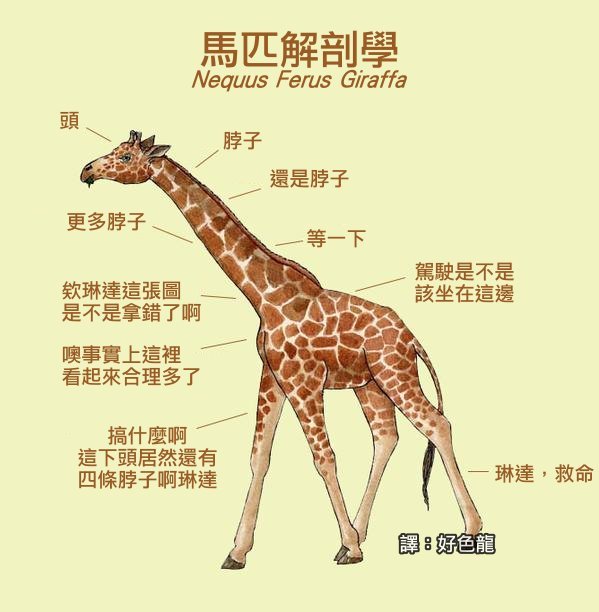 馬匹解剖學
Nequus Ferus Giraffa
頭
脖子
還是脖子
更多脖子
等一下
駕駛是不是
該坐在這邊
欸琳達這張圖
是不是拿錯了啊
噢事實上這裡
看起來合理多了
搞什麼啊
這下頭居然還有
四條脖子啊琳達
琳達，救命
譯：好色龍